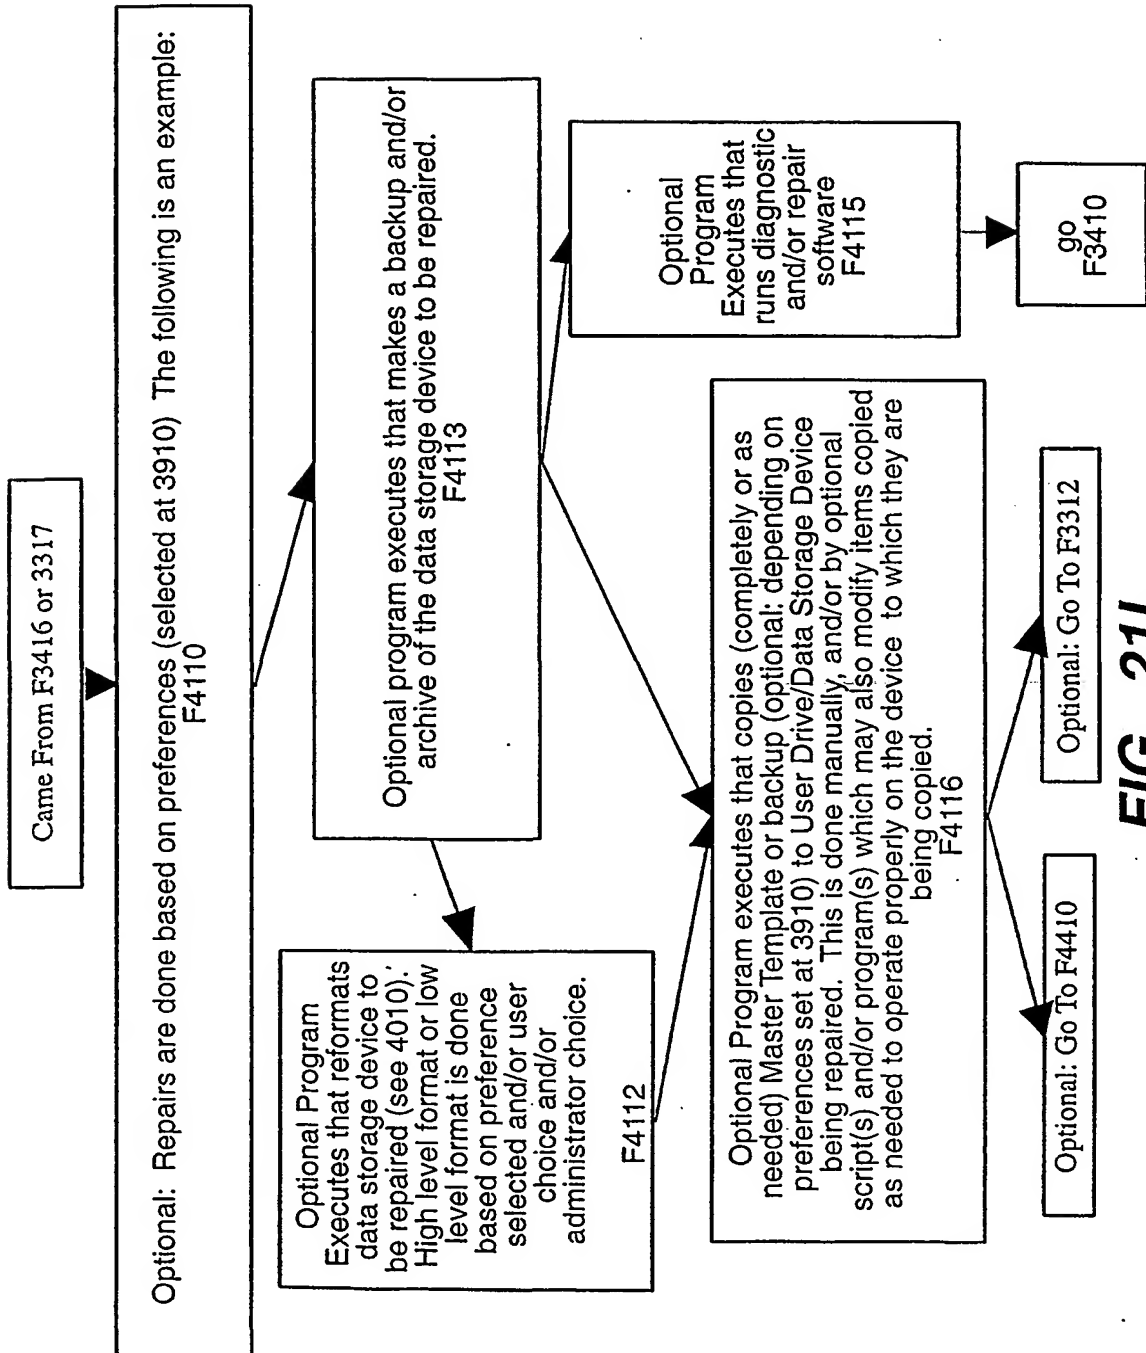 Came From F3416 or 3317
Optional: Repairs are done based on preferences (selected at 3910) The following is an example:
F4110
Optional program executes that makes a backup and/or
archive of the data storage device to be repaired.
F4113
Optional Program
Executes that reformats
data storage device to
be repaired (see 4010).
High level format or low
level format is done
based on preference
selected and/or user
choice and/or
administrator choice.
F4112
Optional
Program
Executes that
runs diagnostic
and/or repair
software
F4115
go
F3410
Optional Program executes that copies (completely or as
needed) Master Template or backup (optional: depending on
preferences set at 3910) to User Drive/Data Storage Device
being repaired. This is done manually, and/or by optional
script(s) and/or program(s) which may also modify items copied
as needed to operate properly on the device to which they are
being copied.
F4116
Optional: Go To F4410
Optional: Go To F3312
FIG._21I